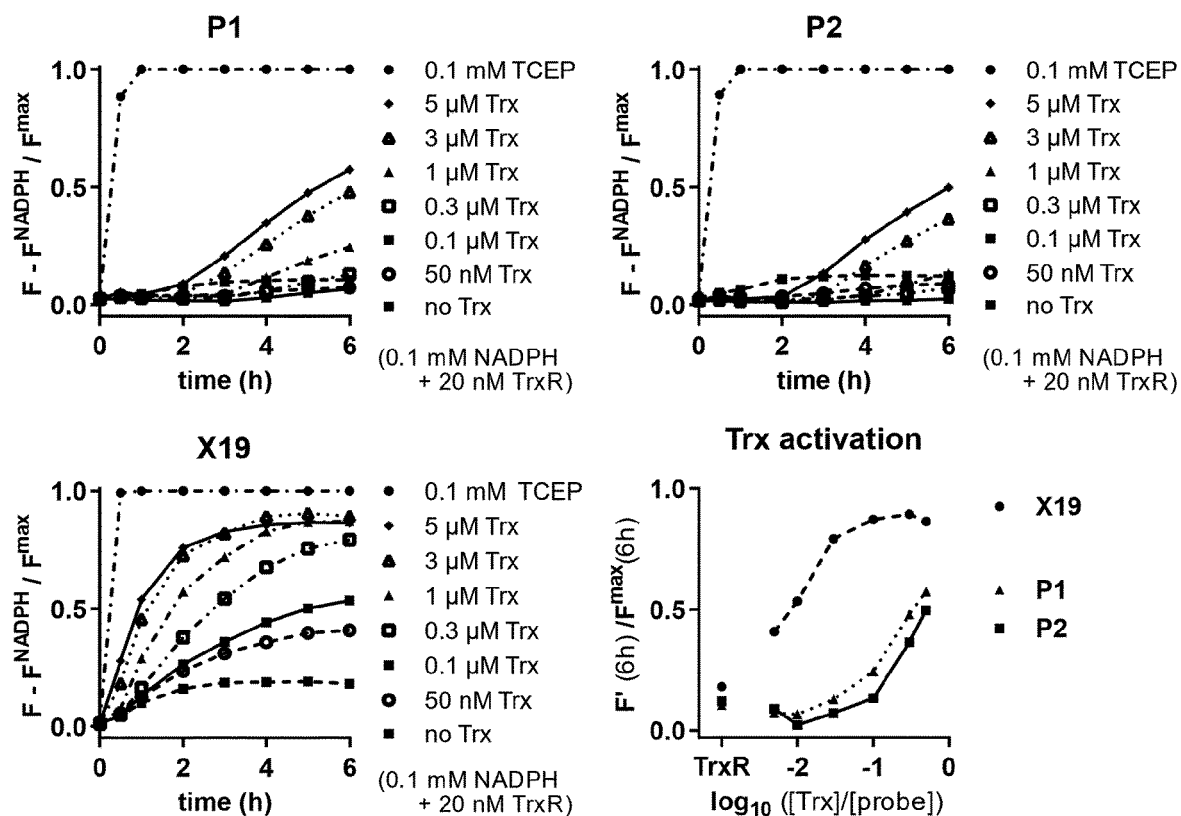 P1
F - F^NADPH / F^max
1.0
0.5
0.0
0 2 4 6
time (h)
0.1 mM TCEP
5 µM Trx
3 µM Trx
1 µM Trx
0.3 µM Trx
0.1 µM Trx
50 nM Trx
no Trx
(0.1 mM NADPH
+ 20 nM TrxR)
P2
F - F^NADPH / F^max
1.0
0.5
0.0
0 2 4 6
time (h)
0.1 mM TCEP
5 µM Trx
3 µM Trx
1 µM Trx
0.3 µM Trx
0.1 µM Trx
50 nM Trx
no Trx
(0.1 mM NADPH
+ 20 nM TrxR)
X19
F - F^NADPH / F^max
1.0
0.5
0.0
0 2 4 6
time (h)
0.1 mM TCEP
5 µM Trx
3 µM Trx
1 µM Trx
0.3 µM Trx
0.1 µM Trx
50 nM Trx
no Trx
(0.1 mM NADPH
+ 20 nM TrxR)
Trx activation
F' (6h) /F^max(6h)
1.0
0.5
0.0
TrxR -2 -1 0
log10 ([Trx]/[probe])
X19
P1
P2